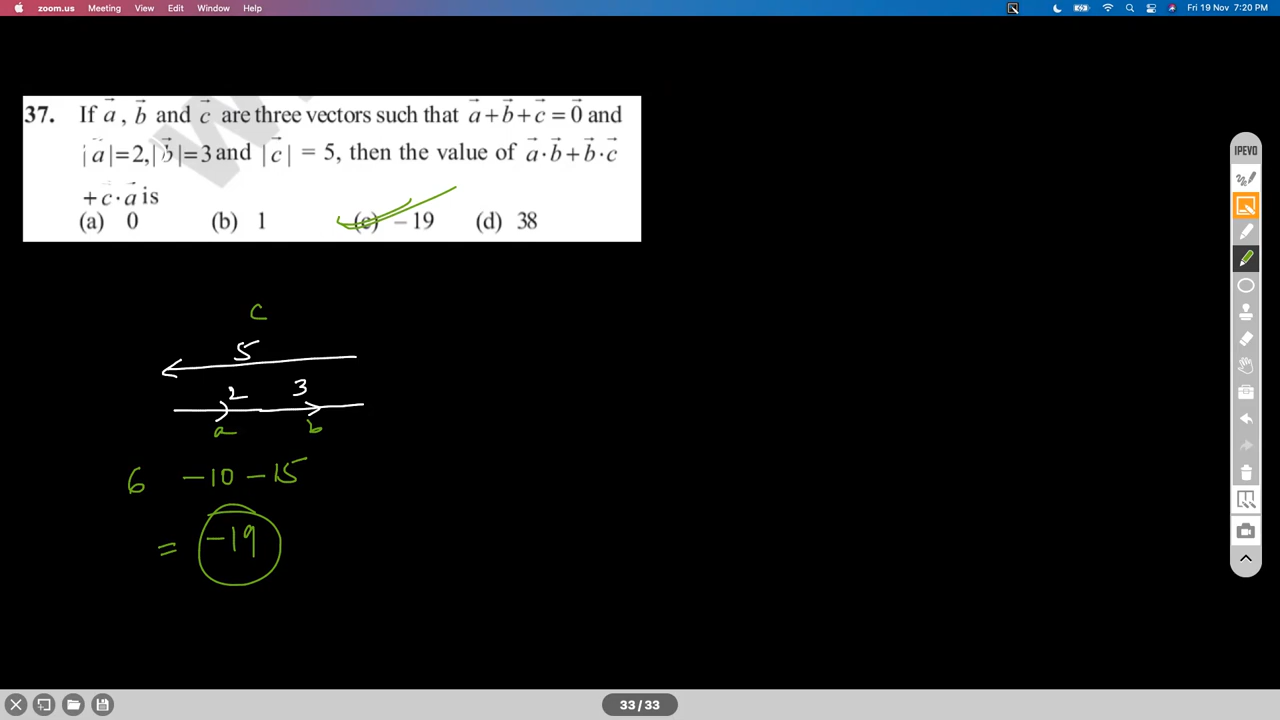 zoom.us Meeting View Edit Window Help Fri 19 Nov 7:20 PM
37. If a⃗, b⃗ and c⃗ are three vectors such that a⃗+b⃗+c⃗=0⃗ and
|a⃗|=2,|b⃗|=3 and |c⃗| = 5, then the value of a⃗·b⃗+b⃗·c⃗
+c⃗·a⃗ is
(a) 0 (b) 1 (c) –19 (d) 38
IPEVO
c
5
2 3
a b
6 –10 –15
= –19
33/33